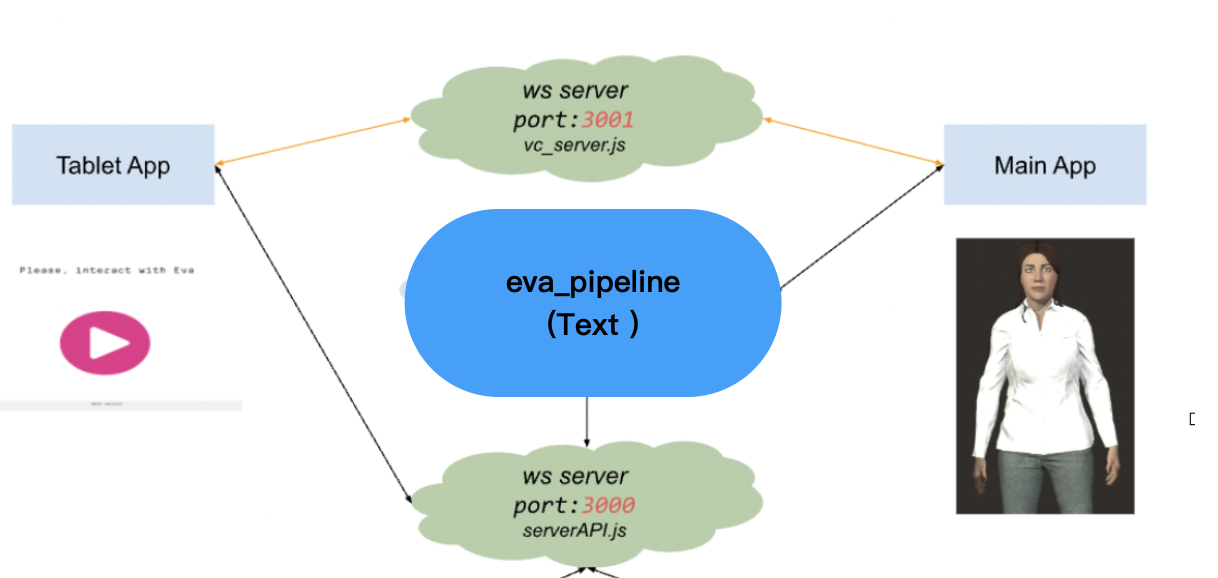 ws server
port:3001
vc_server.js
Tablet App
Main App
Please, interact with Eva
eva_pipeline
(Text )
ws server
port:3000
serverAPI.js